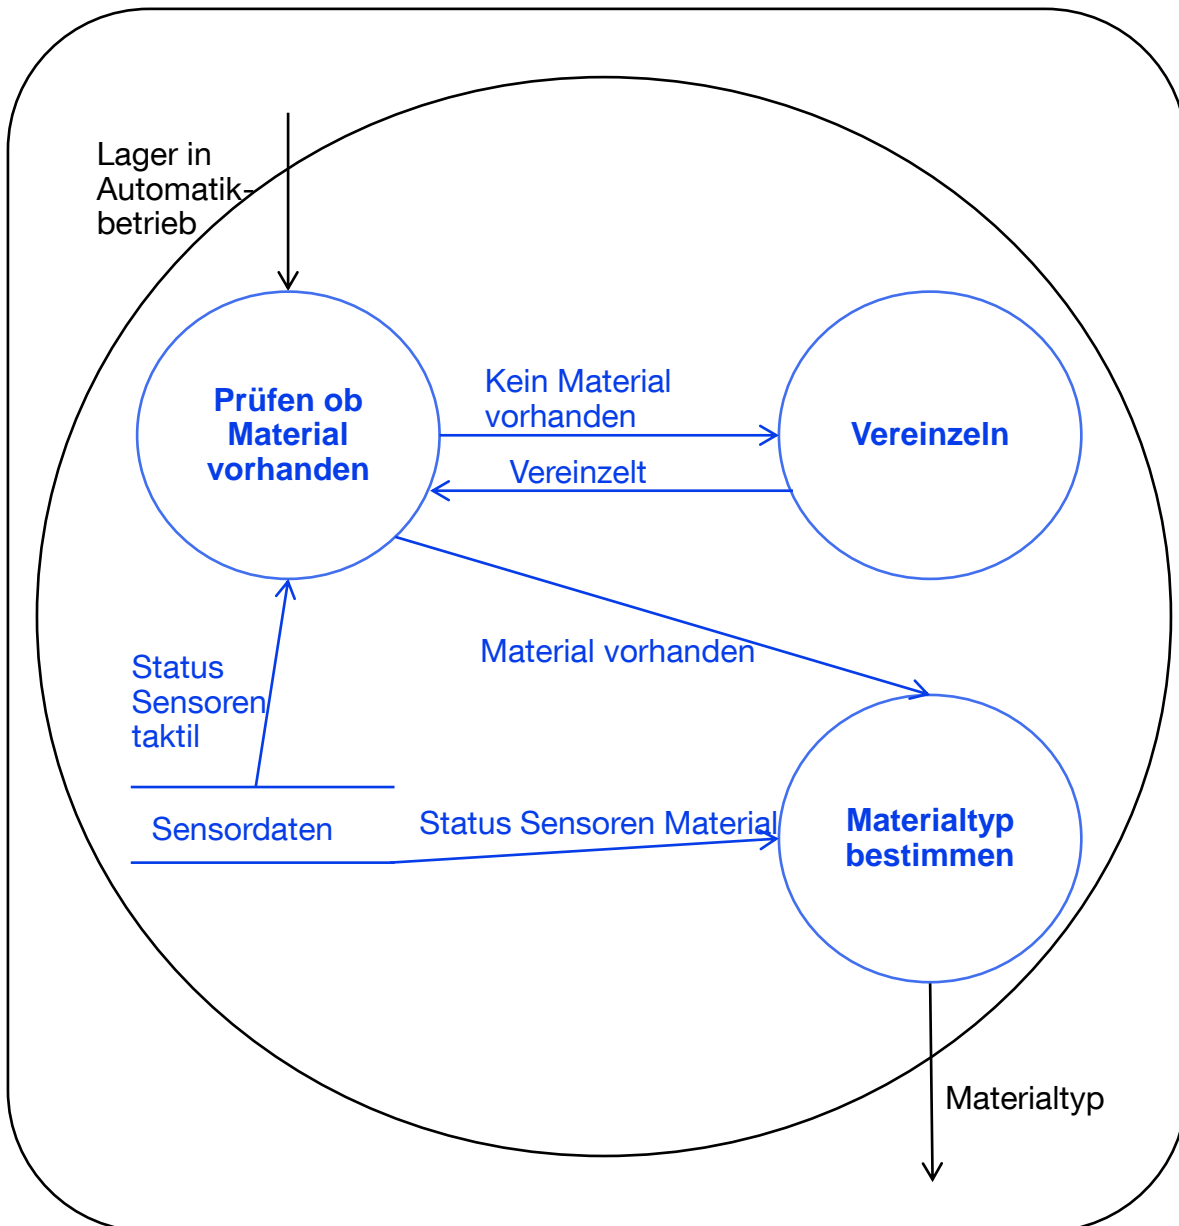 Lager in
Automatik-
betrieb
Prüfen ob
Material
vorhanden
Kein Material
vorhanden
Vereinzeln
Vereinzelt
Material vorhanden
Status
Sensoren
taktil
Sensordaten
Status Sensoren Material
Materialtyp
bestimmen
Materialtyp